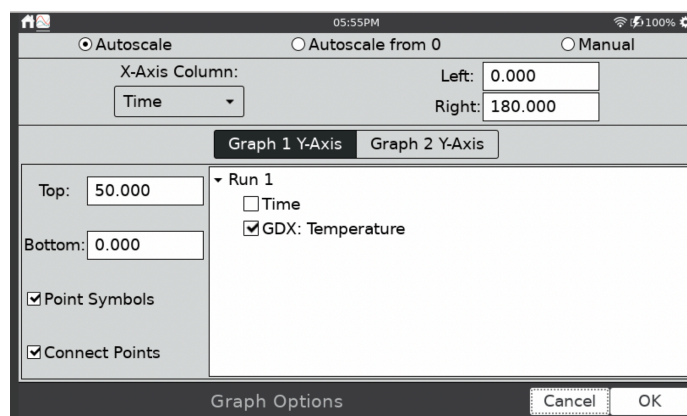 05:55PM 100%
Autoscale Autoscale from 0 Manual
X-Axis Column: Left: 0.000
Time Right: 180.000
Graph 1 Y-Axis Graph 2 Y-Axis
Top: 50.000
Bottom: 0.000
Point Symbols
Connect Points
Run 1
Time
GDX: Temperature
Graph Options Cancel OK